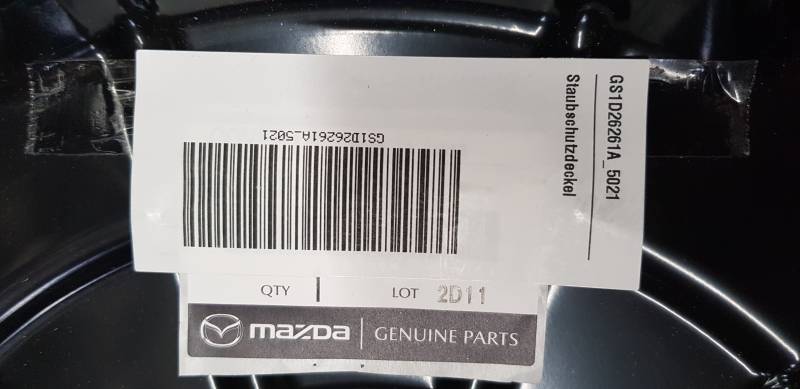 GS1D26261A_5021
Staubschutzdeckel
GS1D26261A_5021
QTY
LOT 2D11
mazda GENUINE PARTS